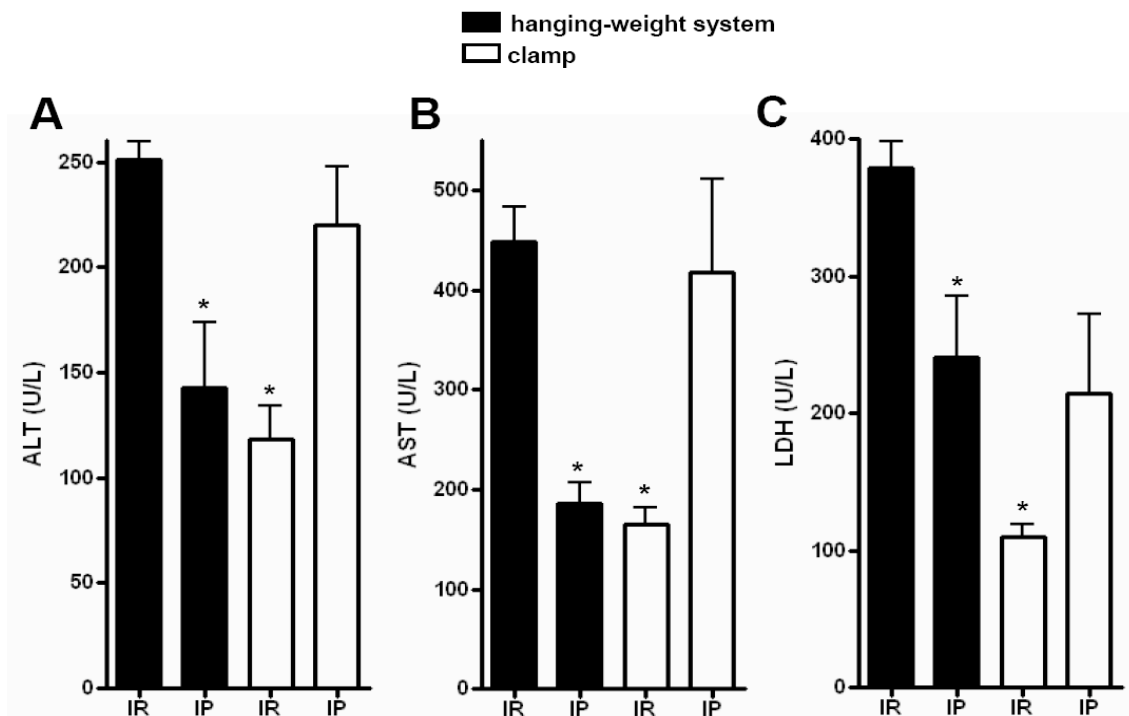 hanging-weight system
clamp
A
B
C
ALT (U/L)
250
200
150
100
50
0
*
*
IR IP IR IP
AST (U/L)
500
400
300
200
100
0
*
*
IR IP IR IP
LDH (U/L)
400
300
200
100
0
*
*
IR IP IR IP